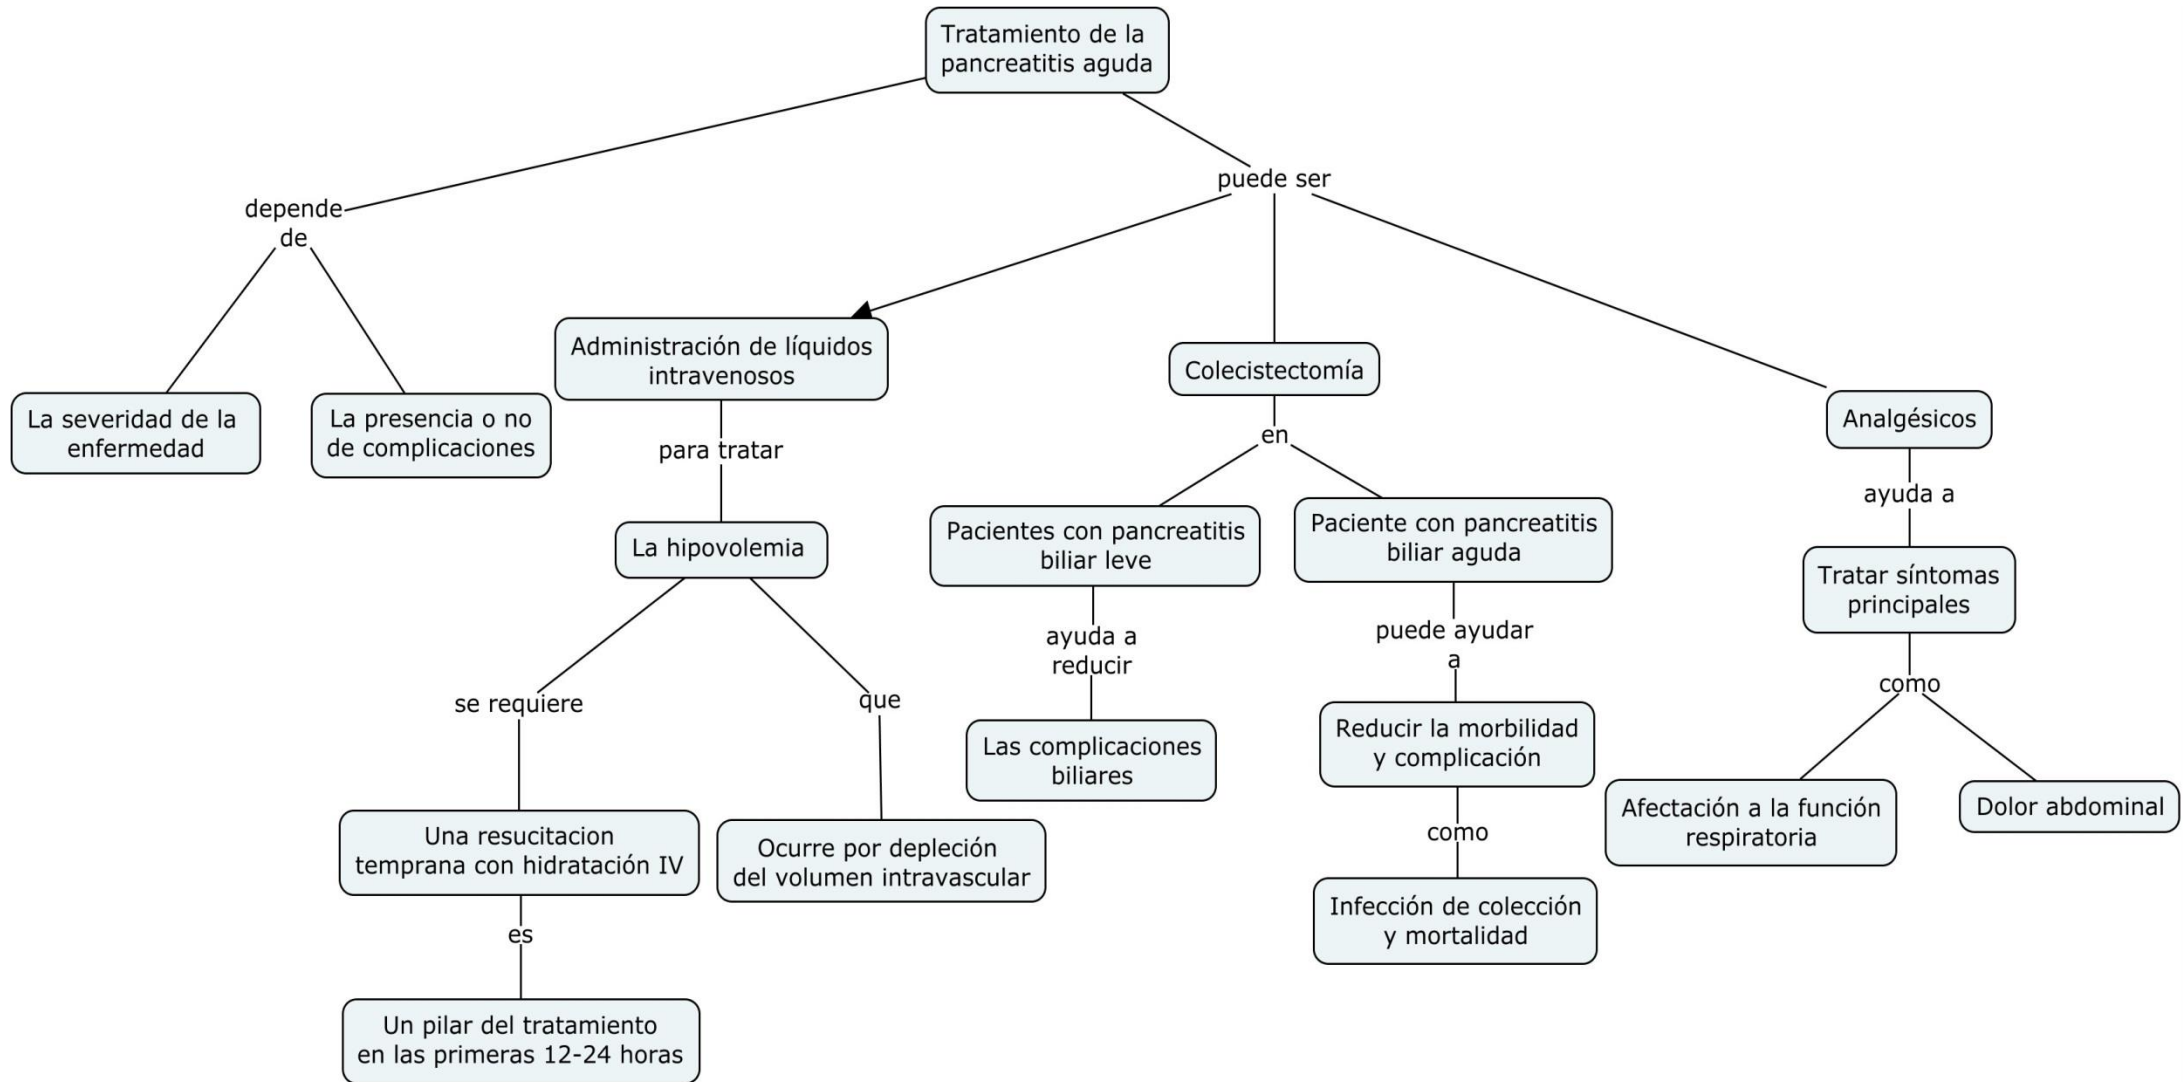 Tratamiento de la
pancreatitis aguda
puede ser
depende
de
Administración de líquidos
intravenosos
Colecistectomía
La severidad de la
enfermedad
La presencia o no
de complicaciones
Analgésicos
para tratar
en
ayuda a
La hipovolemia
Pacientes con pancreatitis
biliar leve
Paciente con pancreatitis
biliar aguda
Tratar síntomas
principales
ayuda a
reducir
puede ayudar
a
como
se requiere
que
Las complicaciones
biliares
Reducir la morbilidad
y complicación
Afectación a la función
respiratoria
Dolor abdominal
Una resucitacion
temprana con hidratación IV
Ocurre por depleción
del volumen intravascular
como
Infección de colección
y mortalidad
es
Un pilar del tratamiento
en las primeras 12-24 horas